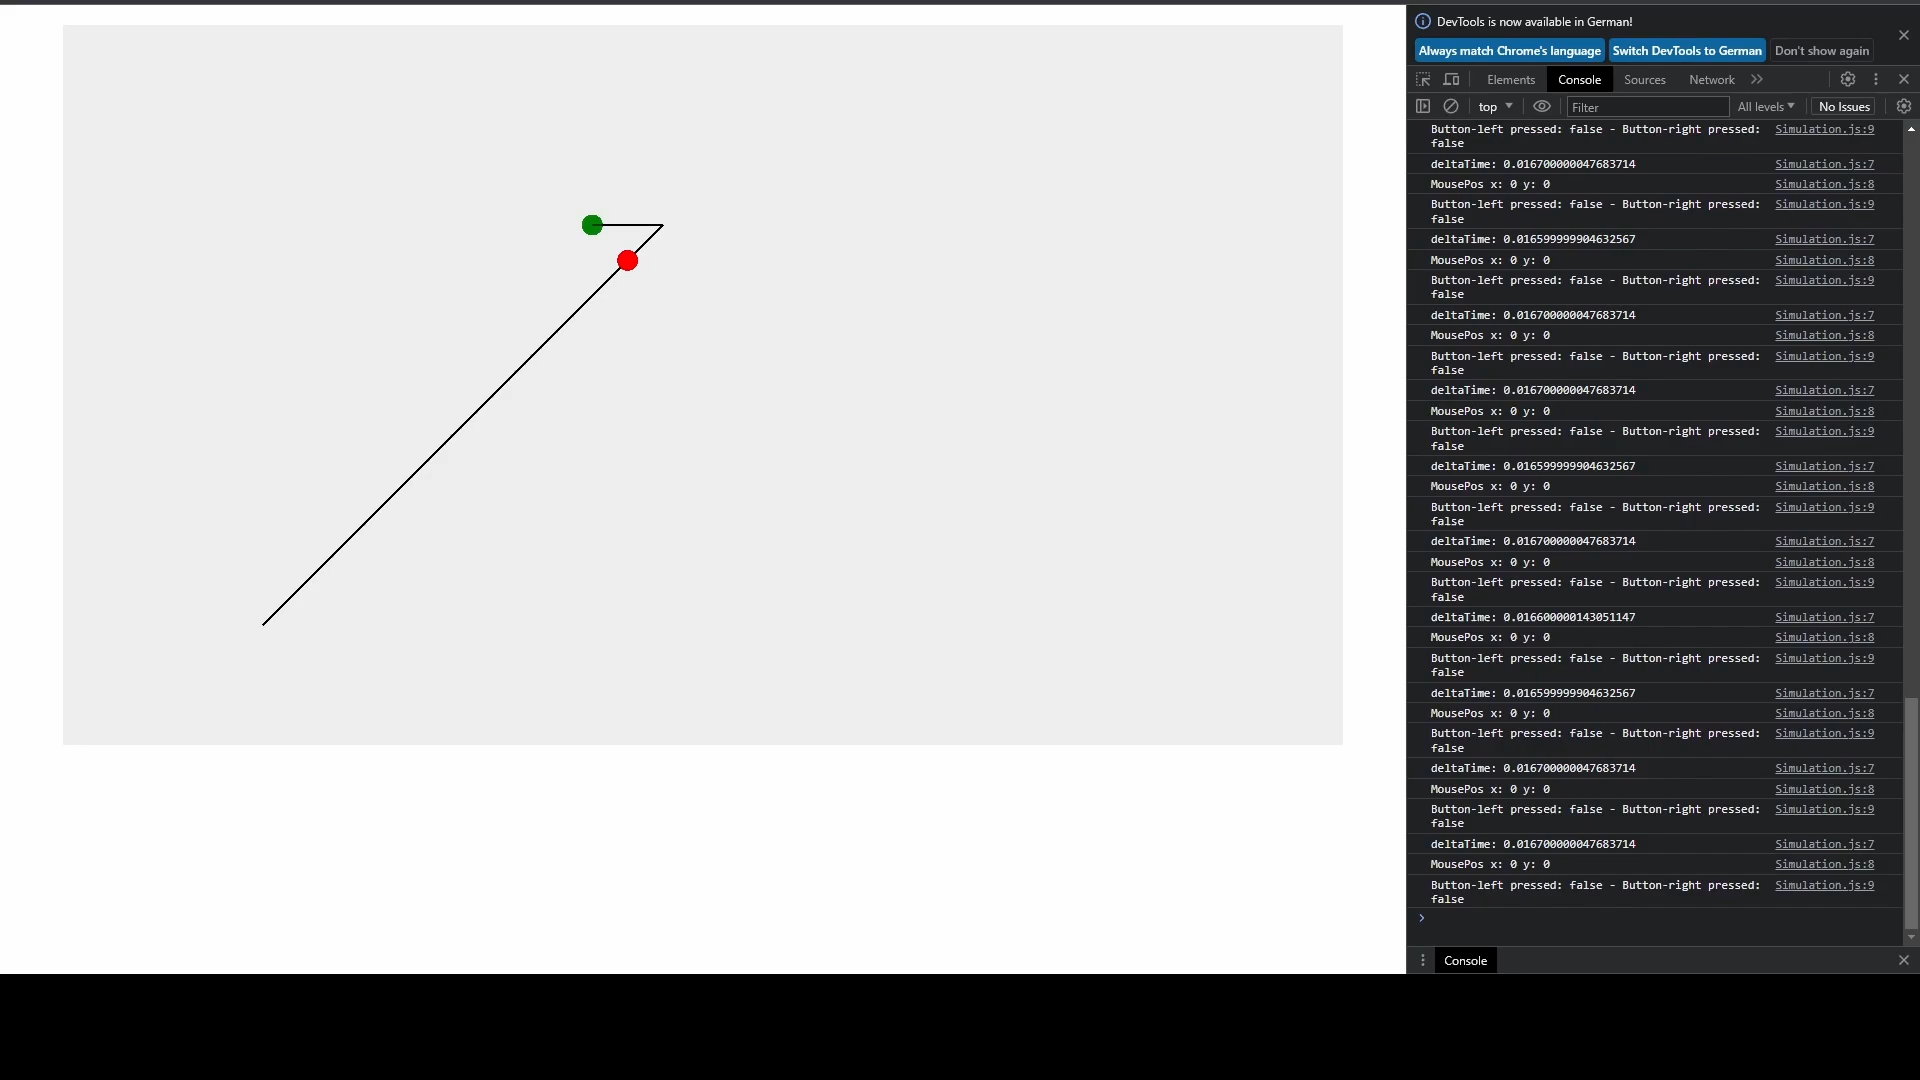 DevTools is now available in German!
Always match Chrome's language Switch DevTools to German Don't show again
Elements Console Sources Network
top Filter All levels No Issues
Button-left pressed: false - Button-right pressed: Simulation.js:9
false
deltaTime: 0.016700000047683714 Simulation.js:7
MousePos x: 0 y: 0 Simulation.js:8
Button-left pressed: false - Button-right pressed: Simulation.js:9
false
deltaTime: 0.016599999904632567 Simulation.js:7
MousePos x: 0 y: 0 Simulation.js:8
Button-left pressed: false - Button-right pressed: Simulation.js:9
false
deltaTime: 0.016700000047683714 Simulation.js:7
MousePos x: 0 y: 0 Simulation.js:8
Button-left pressed: false - Button-right pressed: Simulation.js:9
false
deltaTime: 0.016700000047683714 Simulation.js:7
MousePos x: 0 y: 0 Simulation.js:8
Button-left pressed: false - Button-right pressed: Simulation.js:9
false
deltaTime: 0.016599999904632567 Simulation.js:7
MousePos x: 0 y: 0 Simulation.js:8
Button-left pressed: false - Button-right pressed: Simulation.js:9
false
deltaTime: 0.016700000047683714 Simulation.js:7
MousePos x: 0 y: 0 Simulation.js:8
Button-left pressed: false - Button-right pressed: Simulation.js:9
false
deltaTime: 0.016600000143051147 Simulation.js:7
MousePos x: 0 y: 0 Simulation.js:8
Button-left pressed: false - Button-right pressed: Simulation.js:9
false
deltaTime: 0.016599999904632567 Simulation.js:7
MousePos x: 0 y: 0 Simulation.js:8
Button-left pressed: false - Button-right pressed: Simulation.js:9
false
deltaTime: 0.016700000047683714 Simulation.js:7
MousePos x: 0 y: 0 Simulation.js:8
Button-left pressed: false - Button-right pressed: Simulation.js:9
false
deltaTime: 0.016700000047683714 Simulation.js:7
MousePos x: 0 y: 0 Simulation.js:8
Button-left pressed: false - Button-right pressed: Simulation.js:9
false
Console